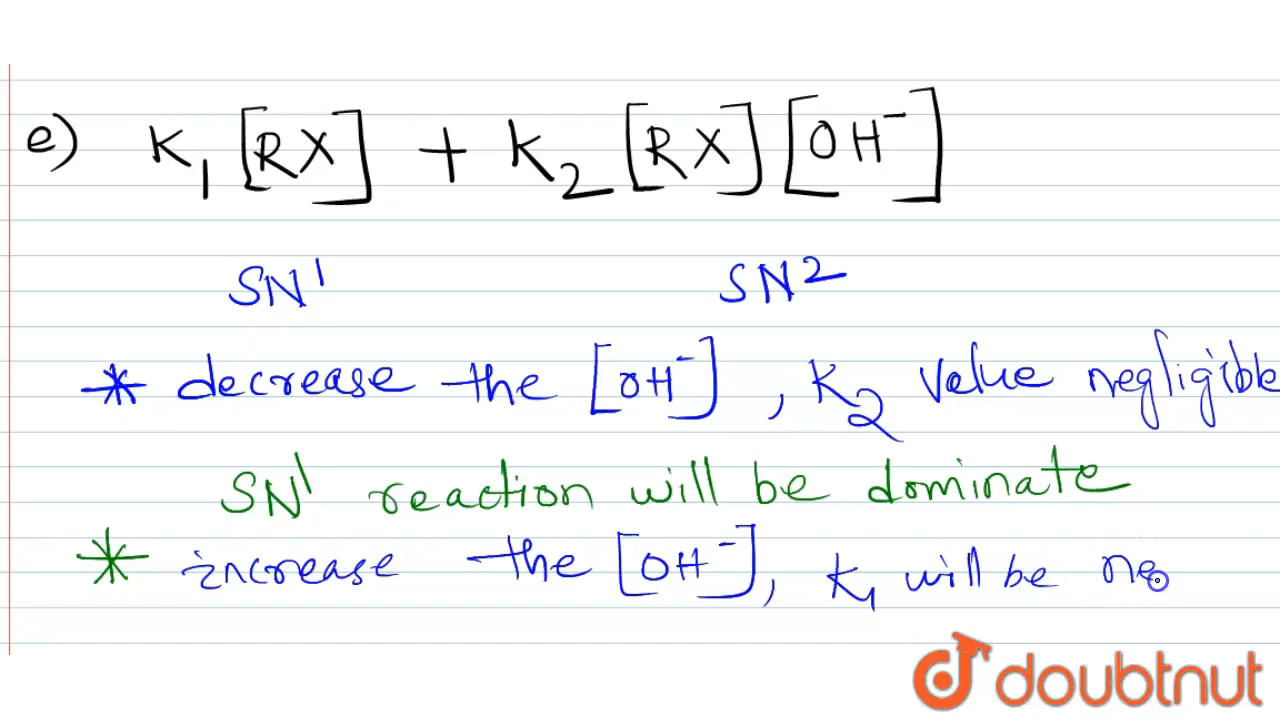 e) K₁ [RX] + K₂ [RX] [OH⁻]
SN¹ SN2
* decrease the [OH⁻] , K₂ value negligible
SN¹ reaction will be dominate
* increase the [OH⁻], K₁ will be ne
doubtnut